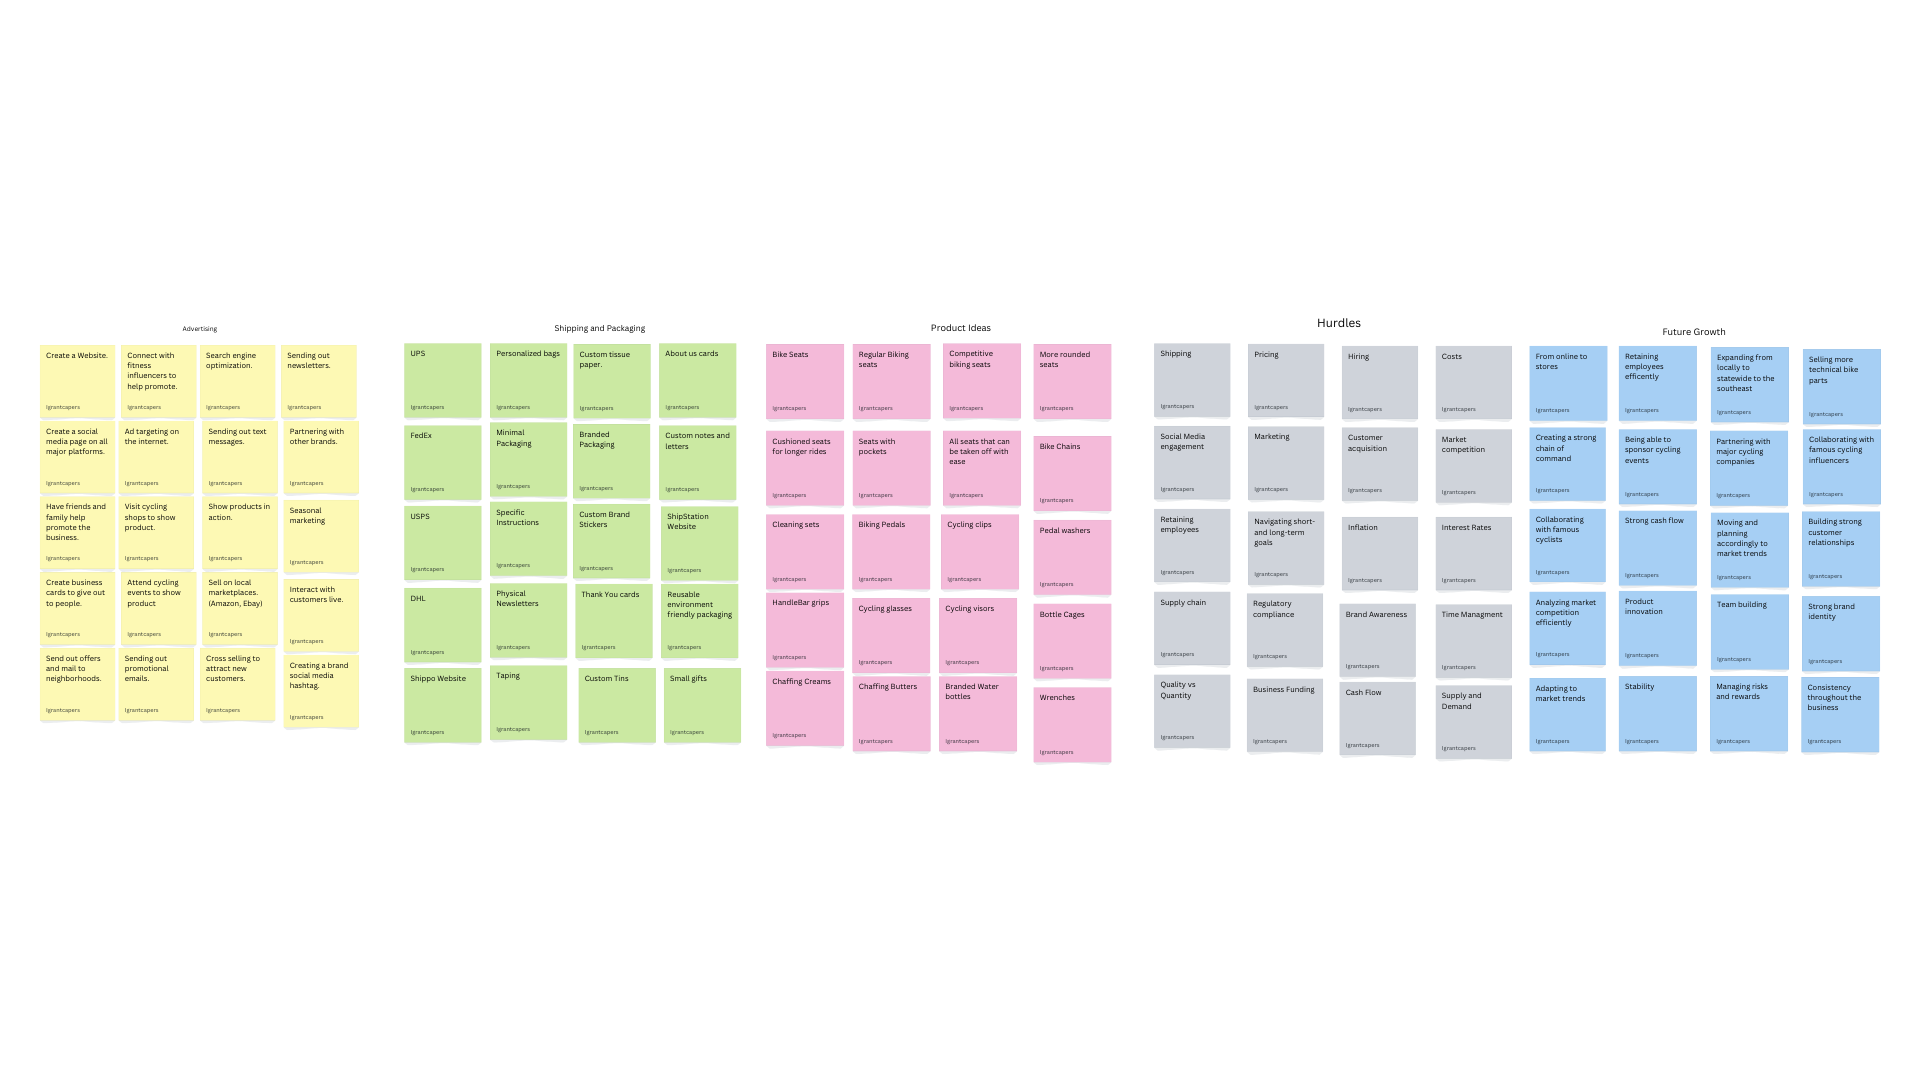 Advertising
Create a Website.
lgrantcapers
Connect with
fitness
influencers to
help promote.
lgrantcapers
Search engine
optimization.
lgrantcapers
Sending out
newsletters.
lgrantcapers
Create a social
media page on all
major platforms.
lgrantcapers
Ad targeting on
the internet.
lgrantcapers
Sending out text
messages.
lgrantcapers
Partnering with
other brands.
lgrantcapers
Have friends and
family help
promote the
business.
lgrantcapers
Visit cycling
shops to show
product.
lgrantcapers
Show products in
action.
lgrantcapers
Seasonal
marketing
lgrantcapers
Create business
cards to give out
to people.
lgrantcapers
Attend cycling
events to show
product
lgrantcapers
Sell on local
marketplaces.
(Amazon, Ebay)
lgrantcapers
Interact with
customers live.
lgrantcapers
Send out offers
and mail to
neighborhoods.
lgrantcapers
Sending out
promotional
emails.
lgrantcapers
Cross selling to
attract new
customers.
lgrantcapers
Creating a brand
social media
hashtag.
lgrantcapers
Shipping and Packaging
UPS
lgrantcapers
Personalized bags
lgrantcapers
Custom tissue
paper.
lgrantcapers
About us cards
lgrantcapers
FedEx
lgrantcapers
Minimal
Packaging
lgrantcapers
Branded
Packaging
lgrantcapers
Custom notes and
letters
lgrantcapers
USPS
lgrantcapers
Specific
Instructions
lgrantcapers
Custom Brand
Stickers
lgrantcapers
ShipStation
Website
lgrantcapers
DHL
lgrantcapers
Physical
Newsletters
lgrantcapers
Thank You cards
lgrantcapers
Reusable
environment
friendly packaging
lgrantcapers
Shippo Website
lgrantcapers
Taping
lgrantcapers
Custom Tins
lgrantcapers
Small gifts
lgrantcapers
Product Ideas
Bike Seats
lgrantcapers
Regular Biking
seats
lgrantcapers
Competitive
biking seats
lgrantcapers
More rounded
seats
lgrantcapers
Cushioned seats
for longer rides
lgrantcapers
Seats with
pockets
lgrantcapers
All seats that can
be taken off with
ease
lgrantcapers
Bike Chains
lgrantcapers
Cleaning sets
lgrantcapers
Biking Pedals
lgrantcapers
Cycling clips
lgrantcapers
Pedal washers
lgrantcapers
HandleBar grips
lgrantcapers
Cycling glasses
lgrantcapers
Cycling visors
lgrantcapers
Bottle Cages
lgrantcapers
Chaffing Creams
lgrantcapers
Chaffing Butters
lgrantcapers
Branded Water
bottles
lgrantcapers
Wrenches
lgrantcapers
Hurdles
Shipping
lgrantcapers
Pricing
lgrantcapers
Hiring
lgrantcapers
Costs
lgrantcapers
Social Media
engagement
lgrantcapers
Marketing
lgrantcapers
Customer
acquisition
lgrantcapers
Market
competition
lgrantcapers
Retaining
employees
lgrantcapers
Navigating short-
and long-term
goals
lgrantcapers
Inflation
lgrantcapers
Interest Rates
lgrantcapers
Supply chain
lgrantcapers
Regulatory
compliance
lgrantcapers
Brand Awareness
lgrantcapers
Time Managment
lgrantcapers
Quality vs
Quantity
lgrantcapers
Business Funding
lgrantcapers
Cash Flow
lgrantcapers
Supply and
Demand
lgrantcapers
Future Growth
From online to
stores
lgrantcapers
Retaining
employees
efficently
lgrantcapers
Expanding from
locally to
statewide to the
southeast
lgrantcapers
Selling more
technical bike
parts
lgrantcapers
Creating a strong
chain of
command
lgrantcapers
Being able to
sponsor cycling
events
lgrantcapers
Partnering with
major cycling
companies
lgrantcapers
Collaborating with
famous cycling
influencers
lgrantcapers
Collaborating
with famous
cyclists
lgrantcapers
Strong cash flow
lgrantcapers
Moving and
planning
accordingly to
market trends
lgrantcapers
Building strong
customer
relationships
lgrantcapers
Analyzing market
competition
efficiently
lgrantcapers
Product
innovation
lgrantcapers
Team building
lgrantcapers
Strong brand
identity
lgrantcapers
Adapting to
market trends
lgrantcapers
Stability
lgrantcapers
Managing risks
and rewards
lgrantcapers
Consistency
throughout the
business
lgrantcapers